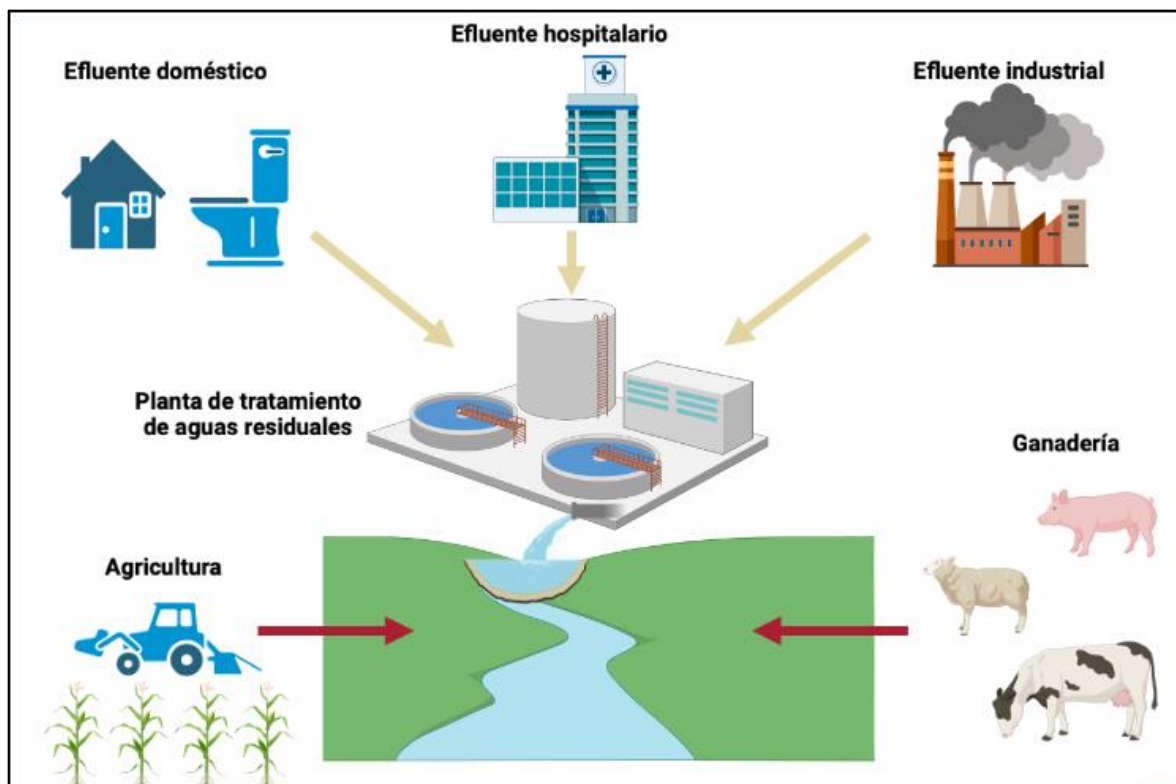 Efluente hospitalario
Efluente doméstico
Efluente industrial
Planta de tratamiento
de aguas residuales
Ganadería
Agricultura